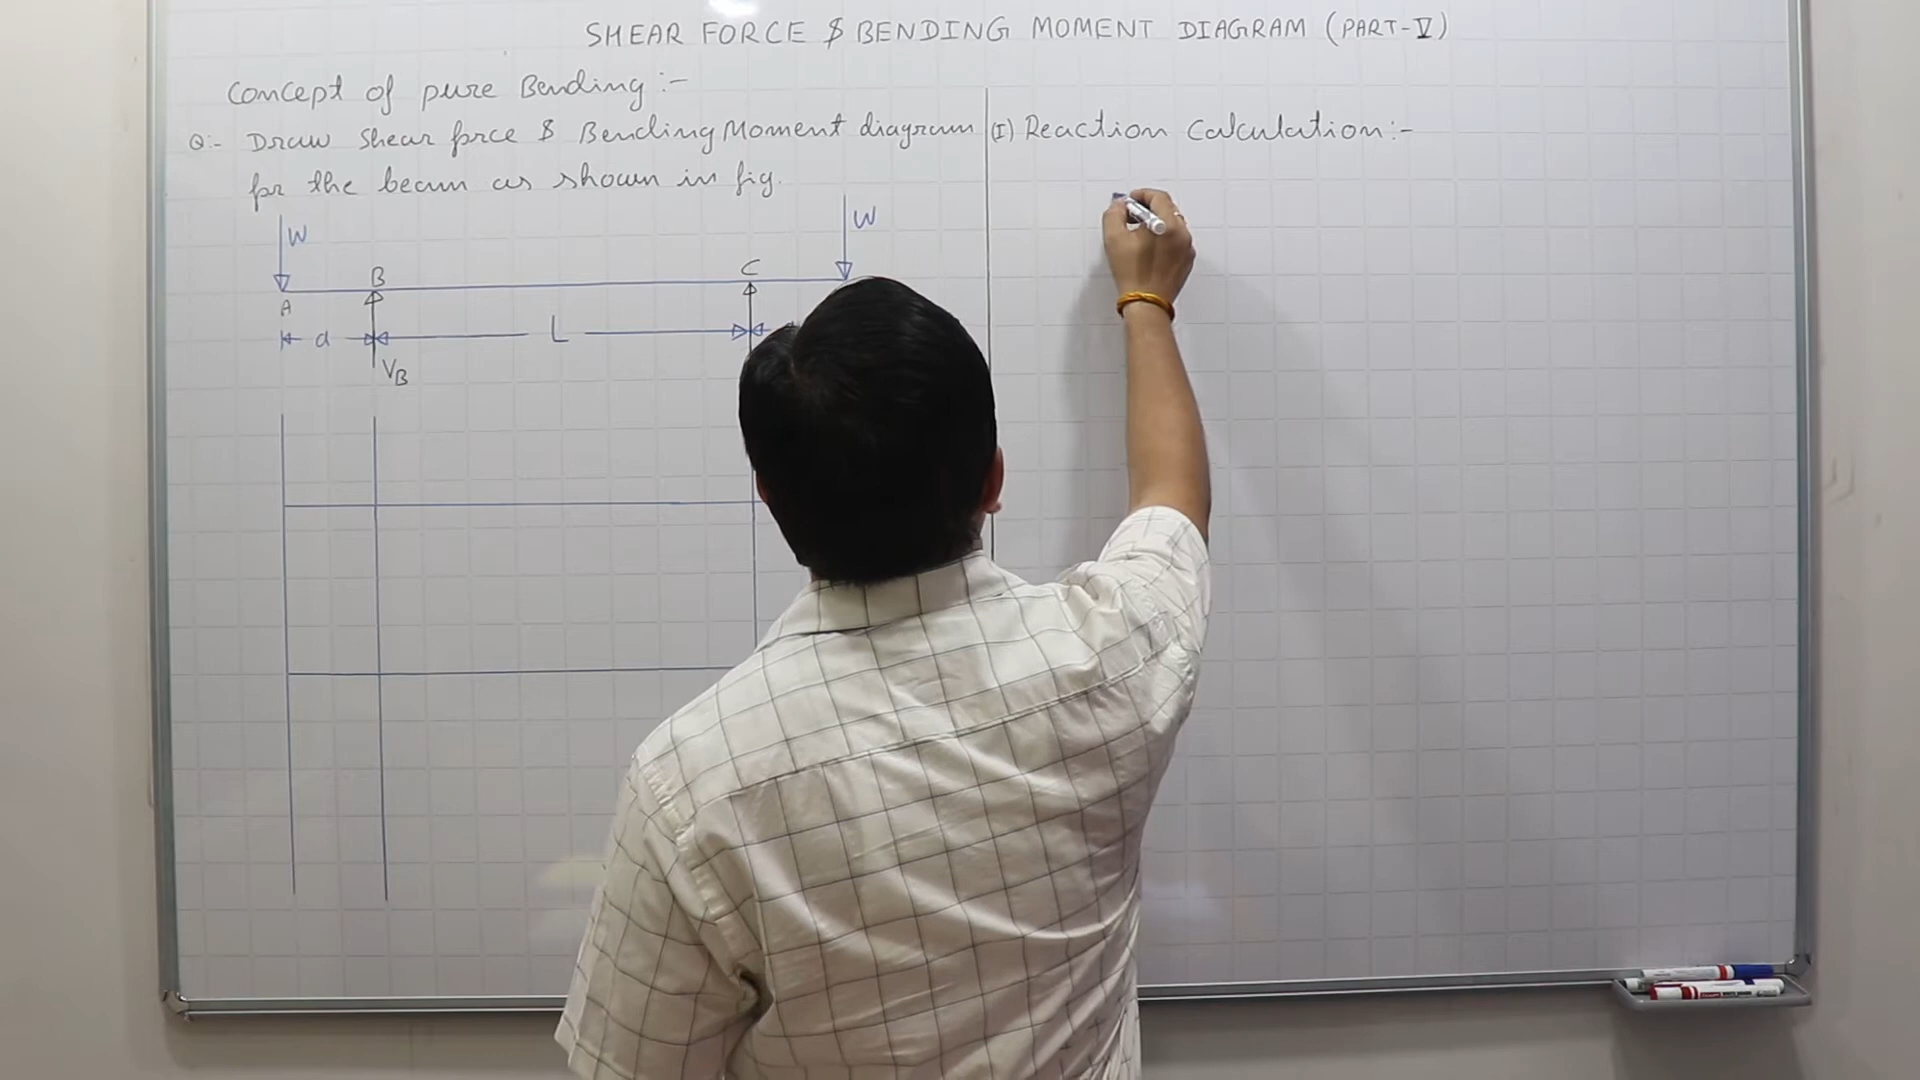 SHEAR FORCE & BENDING MOMENT DIAGRAM (PART-V)
Concept of pure Bending:-
Q:- Draw Shear force & Bending Moment diagram
for the beam as shown in fig.
(I) Reaction Calculation:-
W
W
A
B
C
a
L
VB